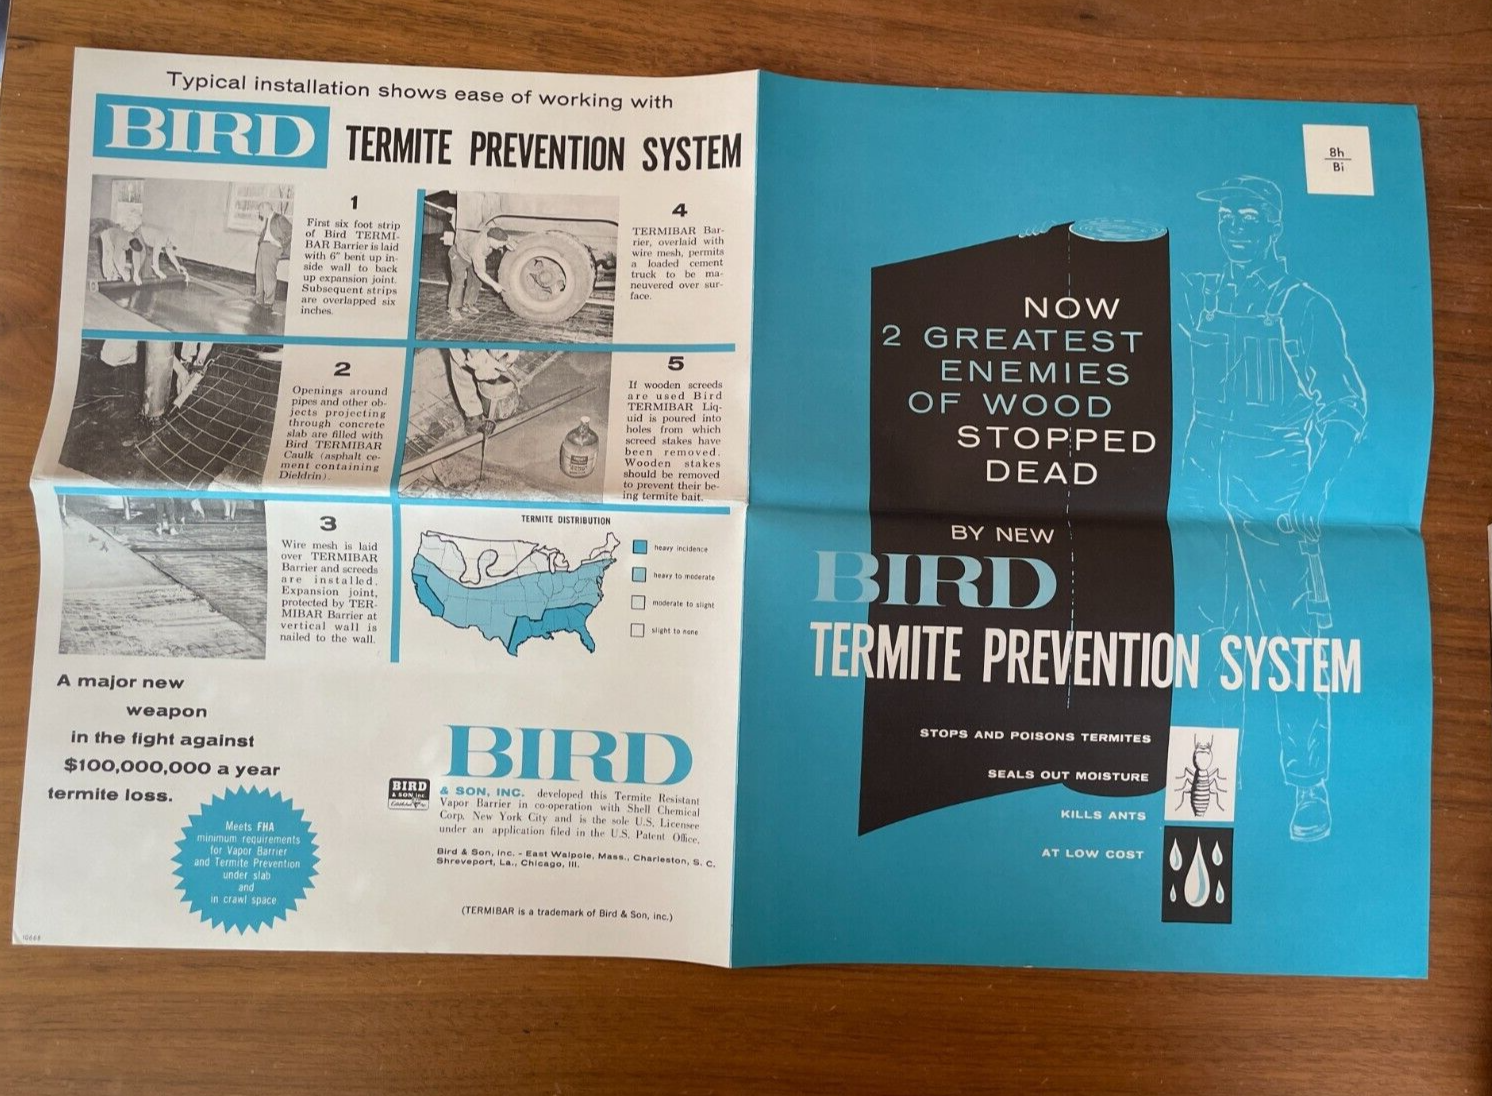 Typical installation shows ease of working with
BIRD TERMITE PREVENTION SYSTEM
1
First six foot strip
of Bird TERMI-
BAR Barrier is laid
with 6" bent up in-
side wall to back
up expansion joint.
Subsequent strips
are overlapped six
inches.
2
Openings around
pipes and other ob-
jects projecting
through concrete
slab are filled with
Bird TERMIBAR
Caulk (asphalt ce-
ment containing
Dieldrin).
3
Wire mesh is laid
over TERMIBAR
Barrier and screeds
are installed.
Expansion joint,
protected by TER-
MIBAR Barrier at
vertical wall is
nailed to the wall.
4
TERMIBAR Bar-
rier, overlaid with
wire mesh, permits
a loaded cement
truck to be ma-
neuvered over sur-
face.
5
If wooden screeds
are used Bird
TERMIBAR Liq-
uid is poured into
holes from which
screed stakes have
been removed.
Wooden stakes
should be removed
to prevent their be-
ing termite bait.
TERMITE DISTRIBUTION
heavy incidence
heavy to moderate
moderate to slight
slight to none
A major new
weapon
in the fight against
$100,000,000 a year
termite loss.
Meets FHA
minimum requirements
for Vapor Barrier
and Termite Prevention
under slab
and
in crawl space
BIRD
& SON, inc.
BIRD
& SON, INC. developed this Termite Resistant
Vapor Barrier in co-operation with Shell Chemical
Corp. New York City and is the sole U.S. Licensee
under an application filed in the U.S. Patent Office.
Bird & Son, Inc. - East Walpole, Mass., Charleston, S. C.
Shreveport, La., Chicago, Ill.
(TERMIBAR is a trademark of Bird & Son, inc.)
8h
Bi
NOW
2 GREATEST
ENEMIES
OF WOOD
STOPPED
DEAD
BY NEW
BIRD
TERMITE PREVENTION SYSTEM
STOPS AND POISONS TERMITES
SEALS OUT MOISTURE
KILLS ANTS
AT LOW COST